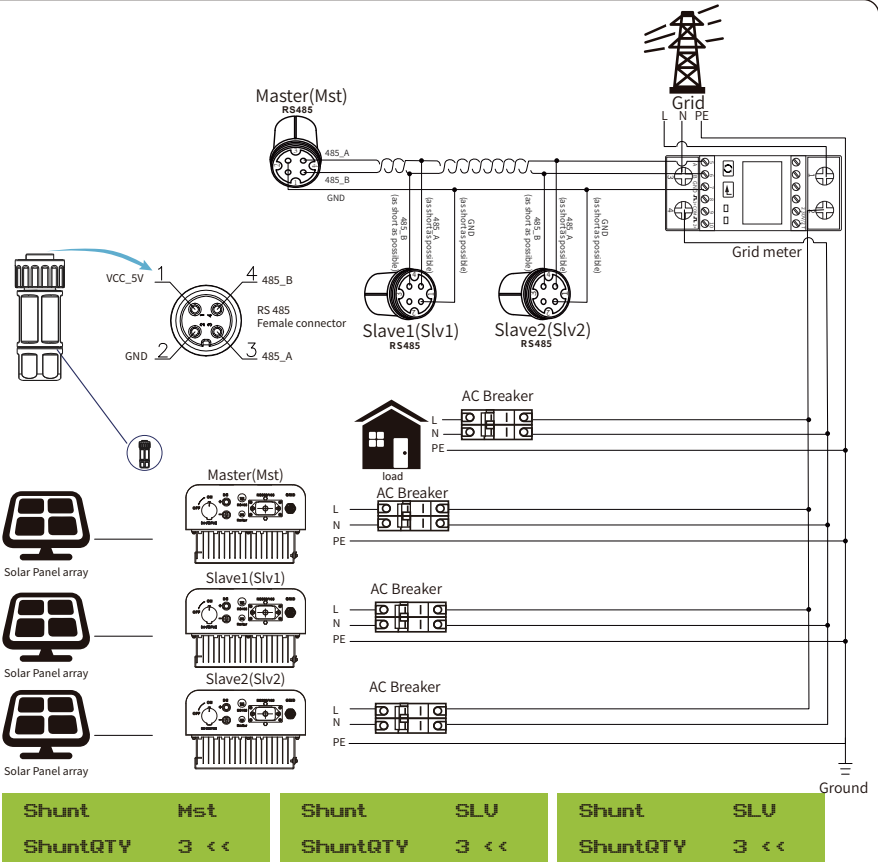 Master(Mst)
RS485
Grid
L N PE
485_A
485_B
GND
Grid meter
485_B
(as short as possible)
485_A
(as short as possible)
GND
(as short as possible)
485_B
(as short as possible)
485_A
(as short as possible)
GND
(as short as possible)
Slave1(Slv1)
RS485
Slave2(Slv2)
RS485
1
VCC_5V
4
485_B
RS 485
Female connector
GND
2
3
485_A
AC Breaker
L
N
PE
load
Master(Mst)
AC Breaker
L
N
PE
Solar Panel array
Slave1(Slv1)
AC Breaker
L
N
PE
Solar Panel array
Slave2(Slv2)
AC Breaker
L
N
PE
Solar Panel array
Ground
Shunt Mst
ShuntQTY 3 <<
Shunt SLV
ShuntQTY 3 <<
Shunt SLV
ShuntQTY 3 <<